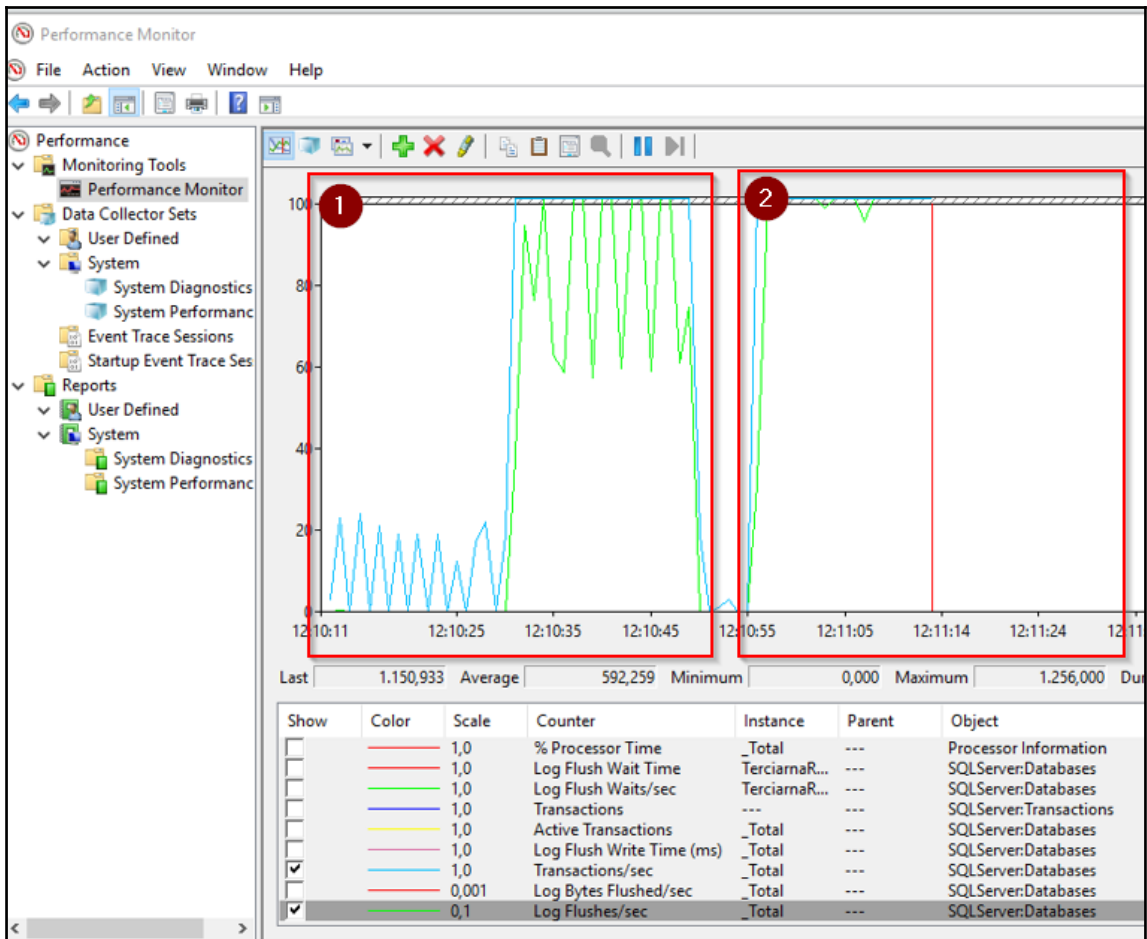 Performance Monitor
File Action View Window Help
Performance
Monitoring Tools
Performance Monitor
Data Collector Sets
User Defined
System
System Diagnostics
System Performanc
Event Trace Sessions
Startup Event Trace Ses
Reports
User Defined
System
System Diagnostics
System Performanc
1
2
100
80
60
40
20
0
12:10:11 12:10:25 12:10:35 12:10:45 12:10:55 12:11:05 12:11:14 12:11:24 12:11
Last 1.150,933 Average 592,259 Minimum 0,000 Maximum 1.256,000 Dur
Show Color Scale Counter Instance Parent Object
1,0 % Processor Time _Total --- Processor Information
1,0 Log Flush Wait Time TerciarnaR... --- SQLServer:Databases
1,0 Log Flush Waits/sec TerciarnaR... --- SQLServer:Databases
1,0 Transactions --- --- SQLServer:Transactions
1,0 Active Transactions _Total --- SQLServer:Databases
1,0 Log Flush Write Time (ms) _Total --- SQLServer:Databases
1,0 Transactions/sec _Total --- SQLServer:Databases
0,001 Log Bytes Flushed/sec _Total --- SQLServer:Databases
0,1 Log Flushes/sec _Total --- SQLServer:Databases